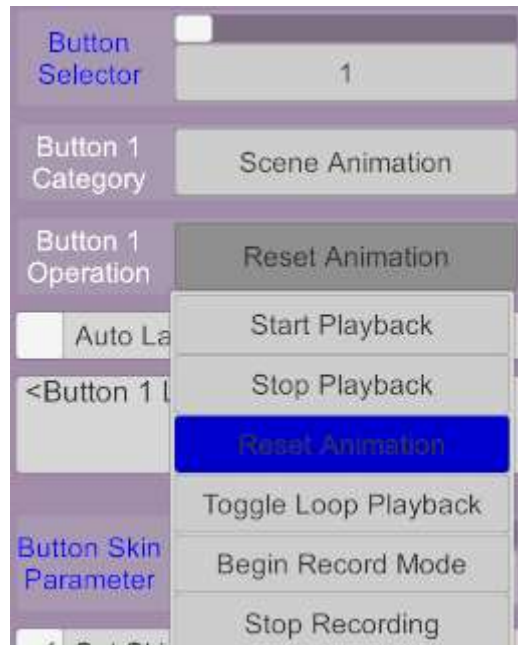 Button
Selector
1
Button 1
Category
Scene Animation
Button 1
Operation
Reset Animation
Start Playback
Auto La
Stop Playback
<Button 1 L
Reset Animation
Toggle Loop Playback
Button Skin
Parameter
Begin Record Mode
Stop Recording